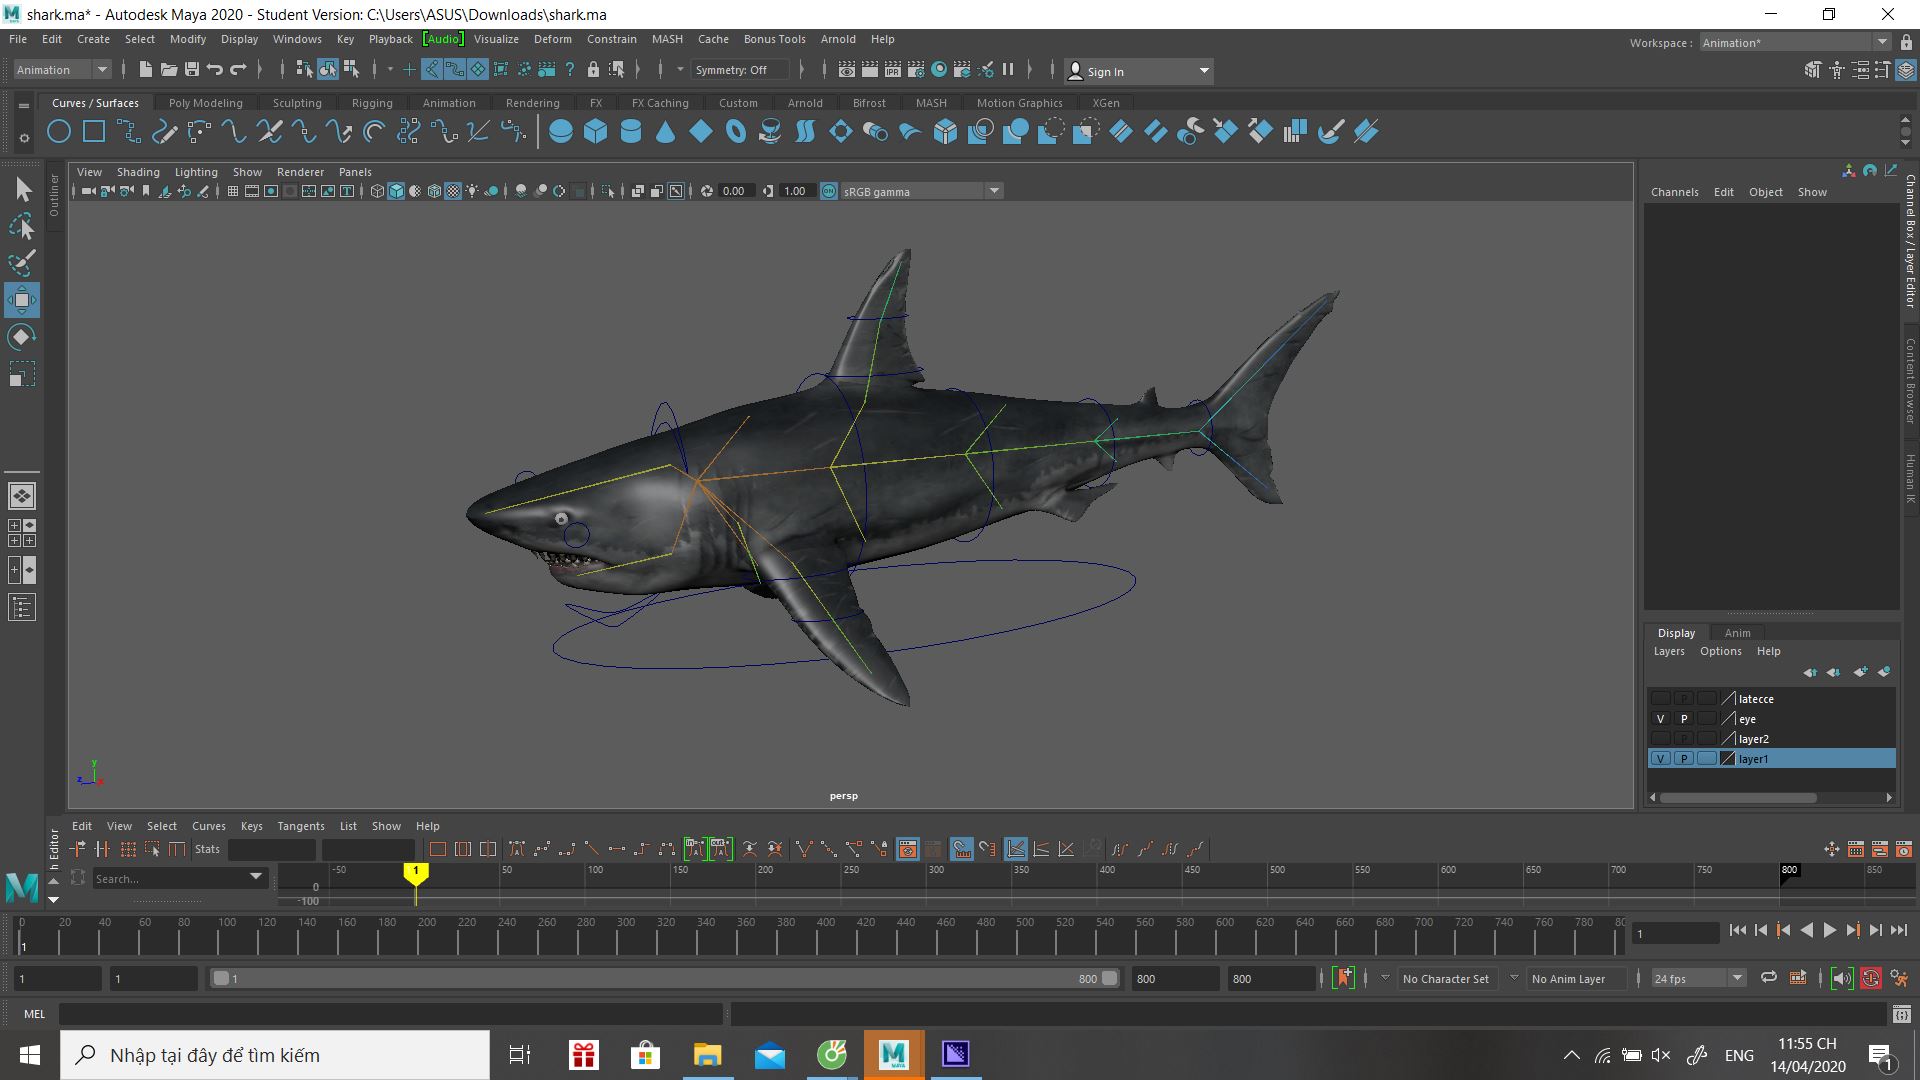 shark.ma* - Autodesk Maya 2020 - Student Version: C:\Users\ASUS\Downloads\shark.ma
File Edit Create Select Modify Display Windows Key Playback [Audio] Visualize Deform Constrain MASH Cache Bonus Tools Arnold Help
Workspace : Animation*
Animation
Symmetry: Off
Sign In
Curves / Surfaces Poly Modeling Sculpting Rigging Animation Rendering FX FX Caching Custom Arnold Bifrost MASH Motion Graphics XGen
View Shading Lighting Show Renderer Panels
0.00 1.00 ON sRGB gamma
Outliner
Channels Edit Object Show
Channel Box / Layer Editor
Content Browser
Human IK
y
z x
persp
Display Anim
Layers Options Help
P latecce
V P eye
P layer2
V P layer1
Edit View Select Curves Keys Tangents List Show Help
h Editor
Stats
Search...
0
-100
-50 1 50 100 150 200 250 300 350 400 450 500 550 600 650 700 750 800 850
0 20 40 60 80 100 120 140 160 180 200 220 240 260 280 300 320 340 360 380 400 420 440 460 480 500 520 540 560 580 600 620 640 660 680 700 720 740 760 780 80
1
1
1 1 1 800 800 800 No Character Set No Anim Layer 24 fps
MEL
Nhập tại đây để tìm kiếm
MAYA
ENG
11:55 CH
14/04/2020
1